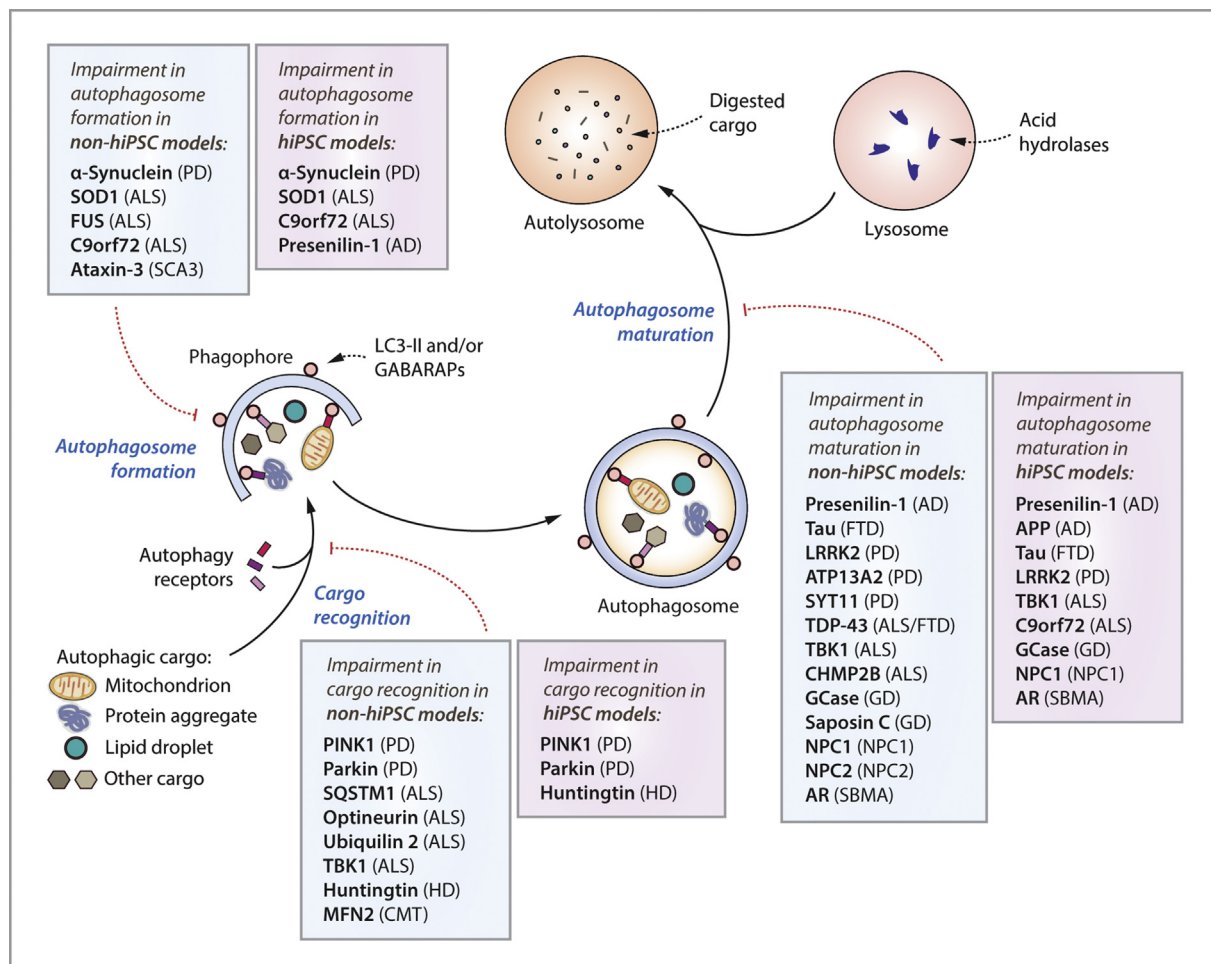 Impairment in
autophagosome
formation in
non-hiPSC models:
α-Synuclein (PD)
SOD1 (ALS)
FUS (ALS)
C9orf72 (ALS)
Ataxin-3 (SCA3)
Impairment in
autophagosome
formation in
hiPSC models:
α-Synuclein (PD)
SOD1 (ALS)
C9orf72 (ALS)
Presenilin-1 (AD)
Digested
cargo
Autolysosome
Acid
hydrolases
Lysosome
Autophagosome
maturation
Phagophore
LC3-II and/or
GABARAPs
Autophagosome
formation
Autophagy
receptors
Cargo
recognition
Autophagosome
Autophagic cargo:
Mitochondrion
Protein aggregate
Lipid droplet
Other cargo
Impairment in
cargo recognition in
non-hiPSC models:
PINK1 (PD)
Parkin (PD)
SQSTM1 (ALS)
Optineurin (ALS)
Ubiquilin 2 (ALS)
TBK1 (ALS)
Huntingtin (HD)
MFN2 (CMT)
Impairment in
cargo recognition in
hiPSC models:
PINK1 (PD)
Parkin (PD)
Huntingtin (HD)
Impairment in
autophagosome
maturation in
non-hiPSC models:
Presenilin-1 (AD)
Tau (FTD)
LRRK2 (PD)
ATP13A2 (PD)
SYT11 (PD)
TDP-43 (ALS/FTD)
TBK1 (ALS)
CHMP2B (ALS)
GCase (GD)
Saposin C (GD)
NPC1 (NPC1)
NPC2 (NPC2)
AR (SBMA)
Impairment in
autophagosome
maturation in
hiPSC models:
Presenilin-1 (AD)
APP (AD)
Tau (FTD)
LRRK2 (PD)
TBK1 (ALS)
C9orf72 (ALS)
GCase (GD)
NPC1 (NPC1)
AR (SBMA)